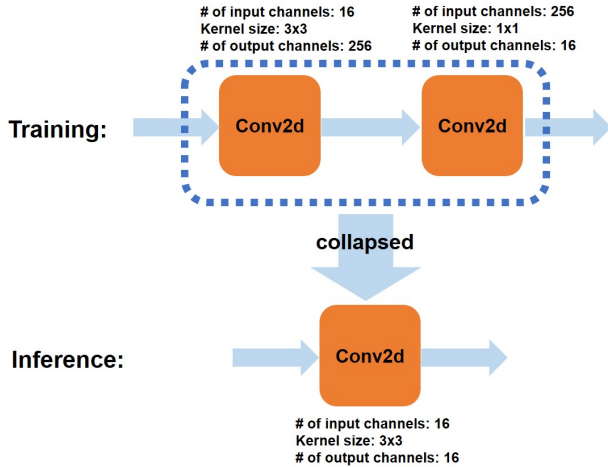 # of input channels: 16
Kernel size: 3x3
# of output channels: 256
# of input channels: 256
Kernel size: 1x1
# of output channels: 16
Training:
Conv2d
Conv2d
collapsed
Inference:
Conv2d
# of input channels: 16
Kernel size: 3x3
# of output channels: 16